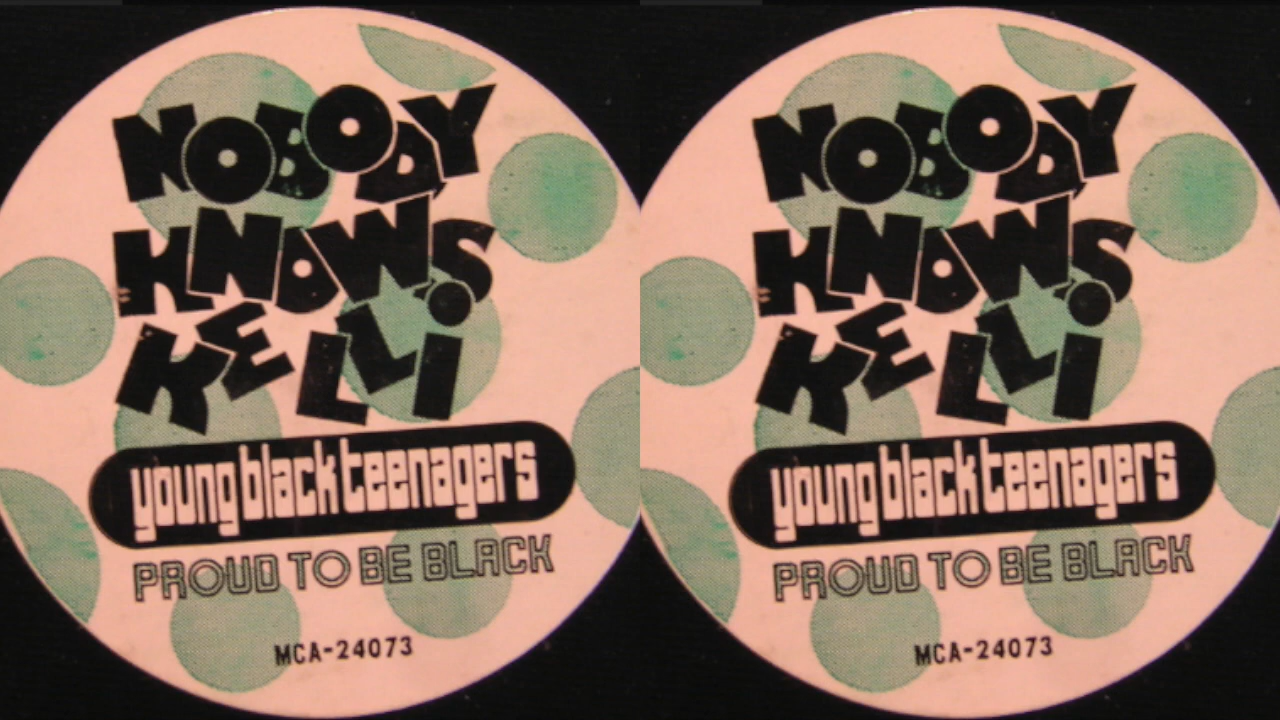 NOBODY NOBODY
KNOWS KNOWS
KELLI KELLI
young black teenagers young black teenagers
PROUD TO BE BLACK PROUD TO BE BLACK
MCA-24073 MCA-24073